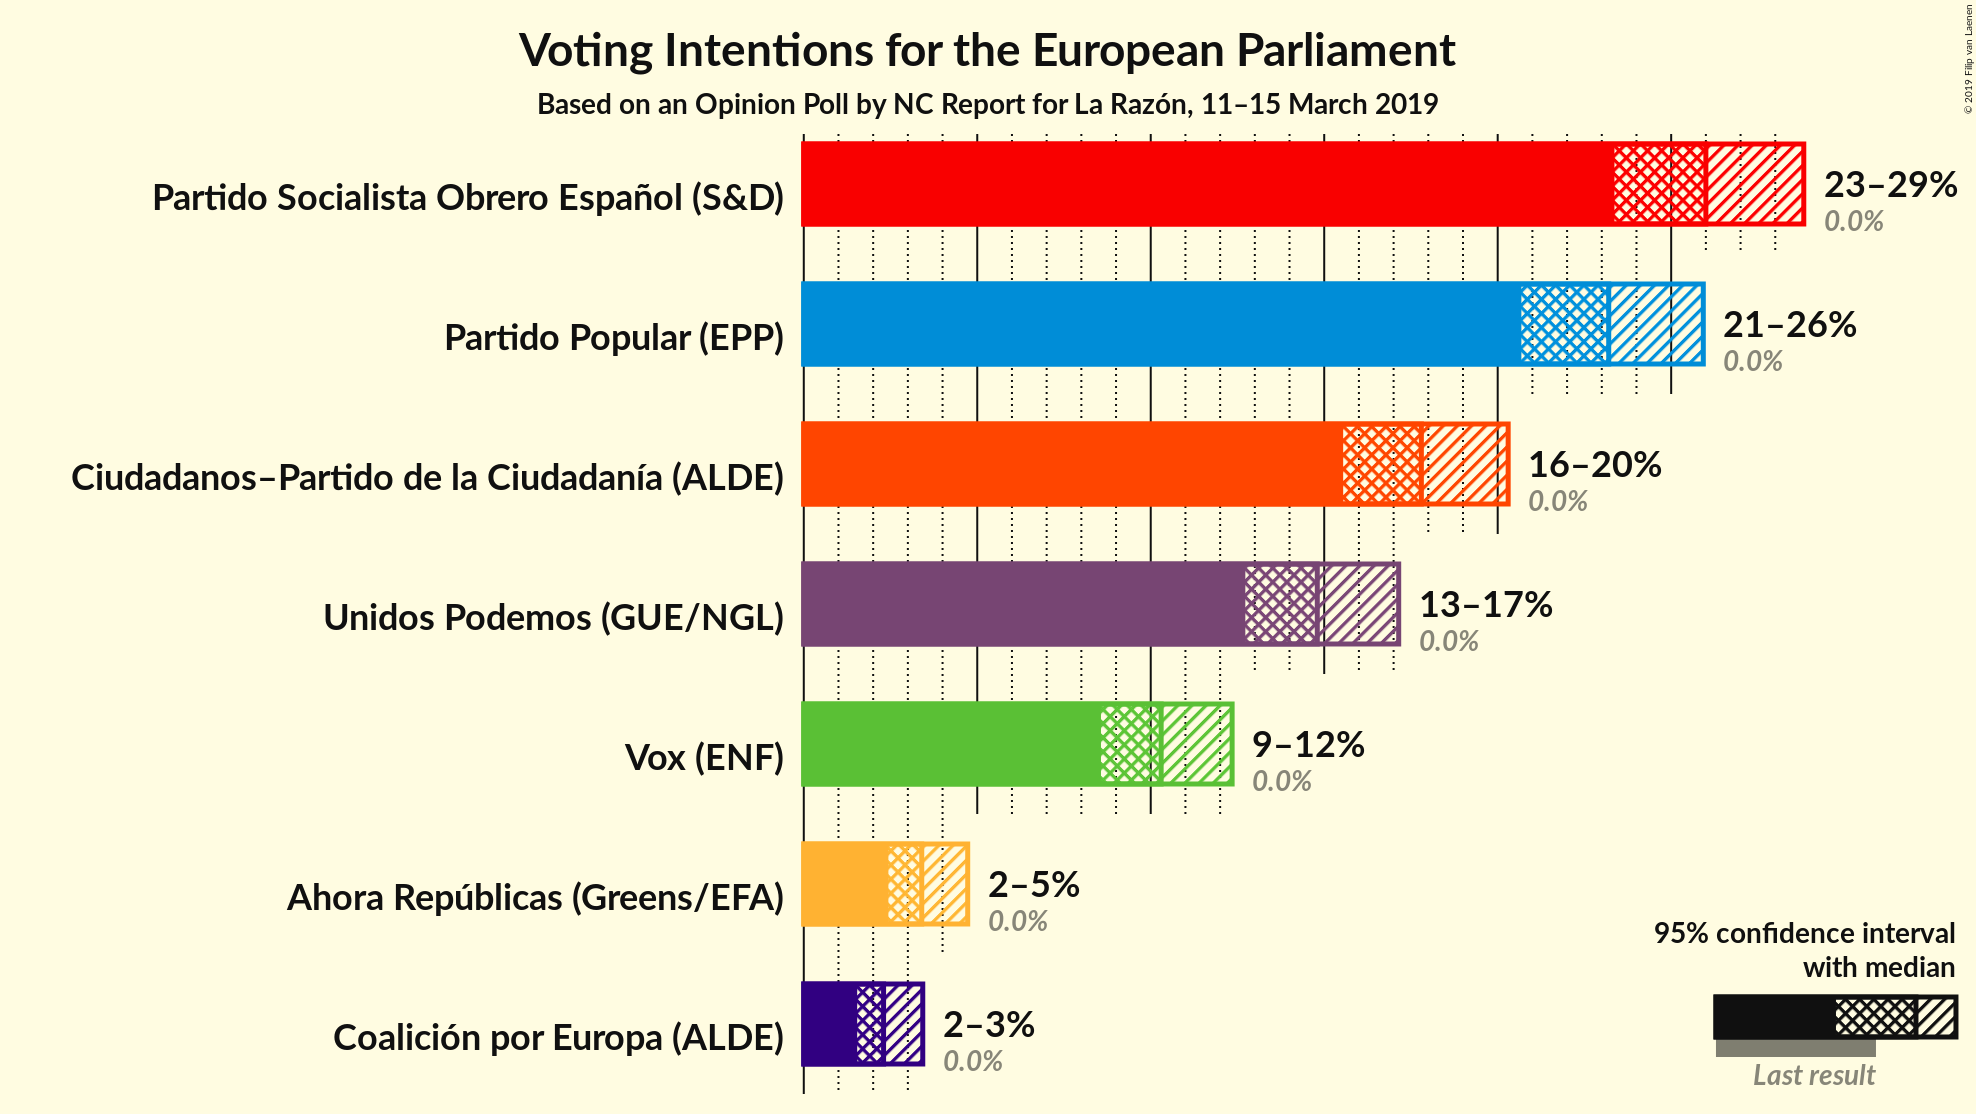 Voting Intentions for the European Parliament
Based on an Opinion Poll by NC Report for La Razón, 11–15 March 2019
© 2019 Filip van Laenen
Partido Socialista Obrero Español (S&D)
23–29%
0.0%
Partido Popular (EPP)
21–26%
0.0%
Ciudadanos–Partido de la Ciudadanía (ALDE)
16–20%
0.0%
Unidos Podemos (GUE/NGL)
13–17%
0.0%
Vox (ENF)
9–12%
0.0%
Ahora Repúblicas (Greens/EFA)
2–5%
0.0%
Coalición por Europa (ALDE)
2–3%
0.0%
95% confidence interval
with median
Last result